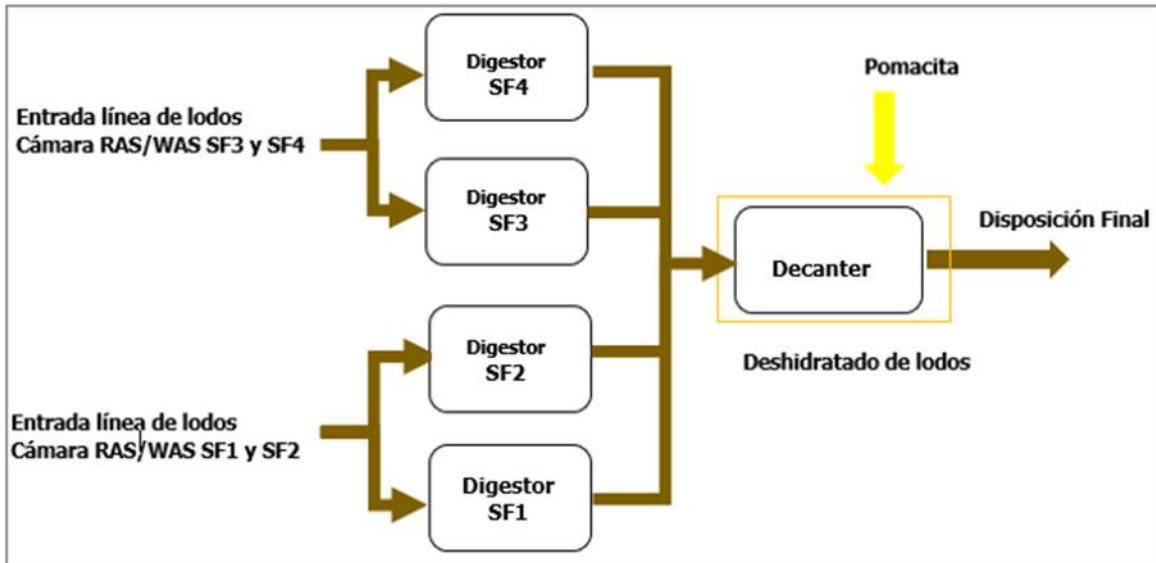 Digestor
SF4
Pomacita
Entrada línea de lodos
Cámara RAS/WAS SF3 y SF4
Digestor
SF3
Disposición Final
Decanter
Digestor
SF2
Deshidratado de lodos
Entrada línea de lodos
Cámara RAS/WAS SF1 y SF2
Digestor
SF1